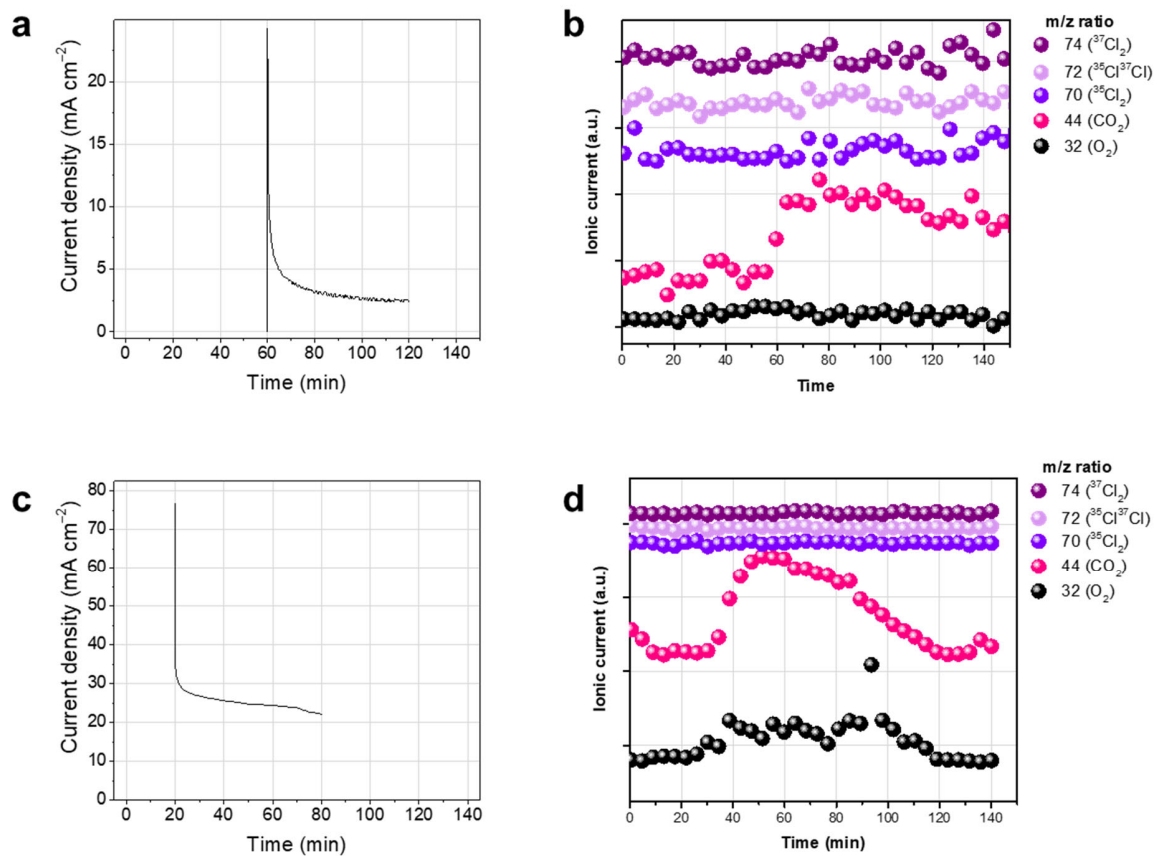 a
Current density (mA cm⁻²)
20
15
10
5
0
0 20 40 60 80 100 120 140
Time (min)
b
Ionic current (a.u.)
0 20 40 60 80 100 120 140
Time
m/z ratio
74 (³⁷Cl₂)
72 (³⁵Cl³⁷Cl)
70 (³⁵Cl₂)
44 (CO₂)
32 (O₂)
c
Current density (mA cm⁻²)
80
70
60
50
40
30
20
10
0
0 20 40 60 80 100 120 140
Time (min)
d
Ionic current (a.u.)
0 20 40 60 80 100 120 140
Time (min)
m/z ratio
74 (³⁷Cl₂)
72 (³⁵Cl³⁷Cl)
70 (³⁵Cl₂)
44 (CO₂)
32 (O₂)